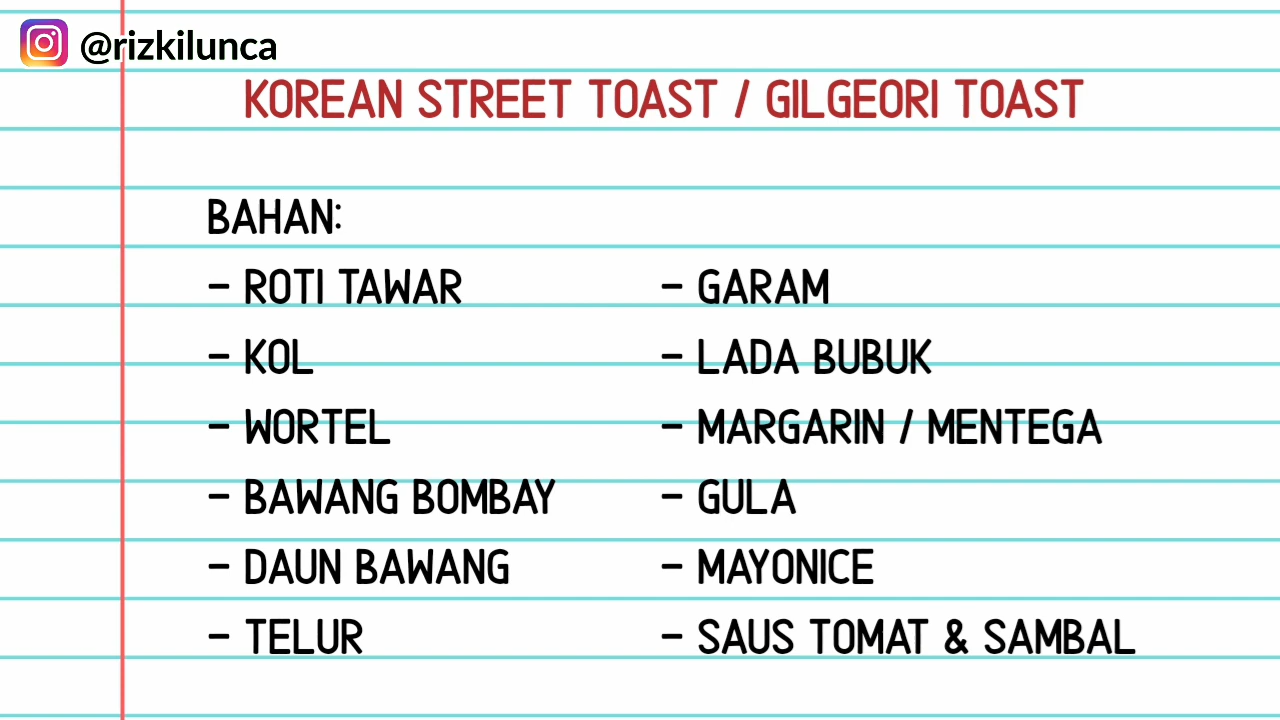 @rizkilunca
KOREAN STREET TOAST / GILGEORI TOAST
BAHAN:
- ROTI TAWAR
- KOL
- WORTEL
- BAWANG BOMBAY
- DAUN BAWANG
- TELUR
- GARAM
- LADA BUBUK
- MARGARIN / MENTEGA
- GULA
- MAYONICE
- SAUS TOMAT & SAMBAL